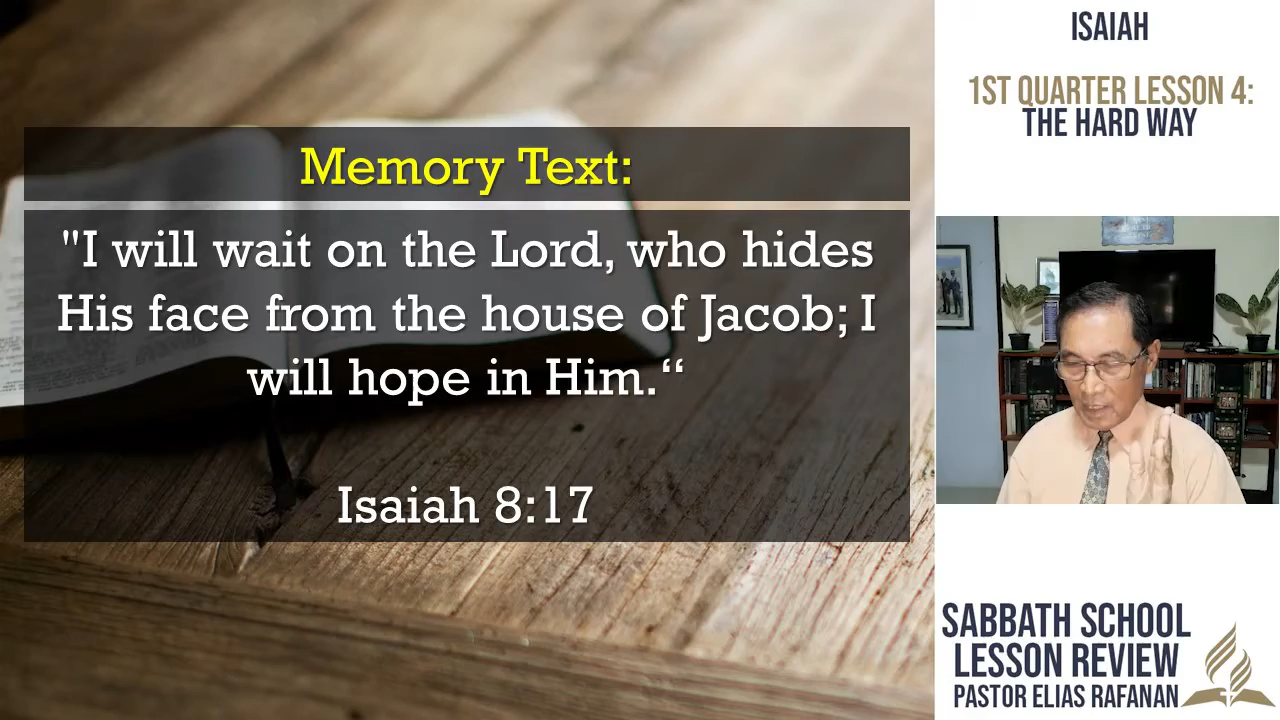 Memory Text:
"I will wait on the Lord, who hides
His face from the house of Jacob; I
will hope in Him.“
Isaiah 8:17
ISAIAH
1ST QUARTER LESSON 4:
THE HARD WAY
SABBATH SCHOOL
LESSON REVIEW
PASTOR ELIAS RAFANAN